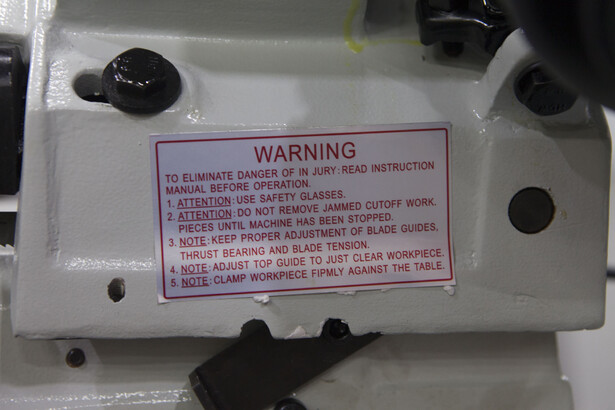 WARNING
TO ELIMINATE DANGER OF IN JURY: READ INSTRUCTION
MANUAL BEFORE OPERATION.
1. ATTENTION: USE SAFETY GLASSES.
2. ATTENTION: DO NOT REMOVE JAMMED CUTOFF WORK.
PIECES UNTIL MACHINE HAS BEEN STOPPED.
3. NOTE: KEEP PROPER ADJUSTMENT OF BLADE GUIDES,
THRUST BEARING AND BLADE TENSION.
4. NOTE: ADJUST TOP GUIDE TO JUST CLEAR WORKPIECE.
5. NOTE: CLAMP WORKPIECE FIPMLY AGAINST THE TABLE.